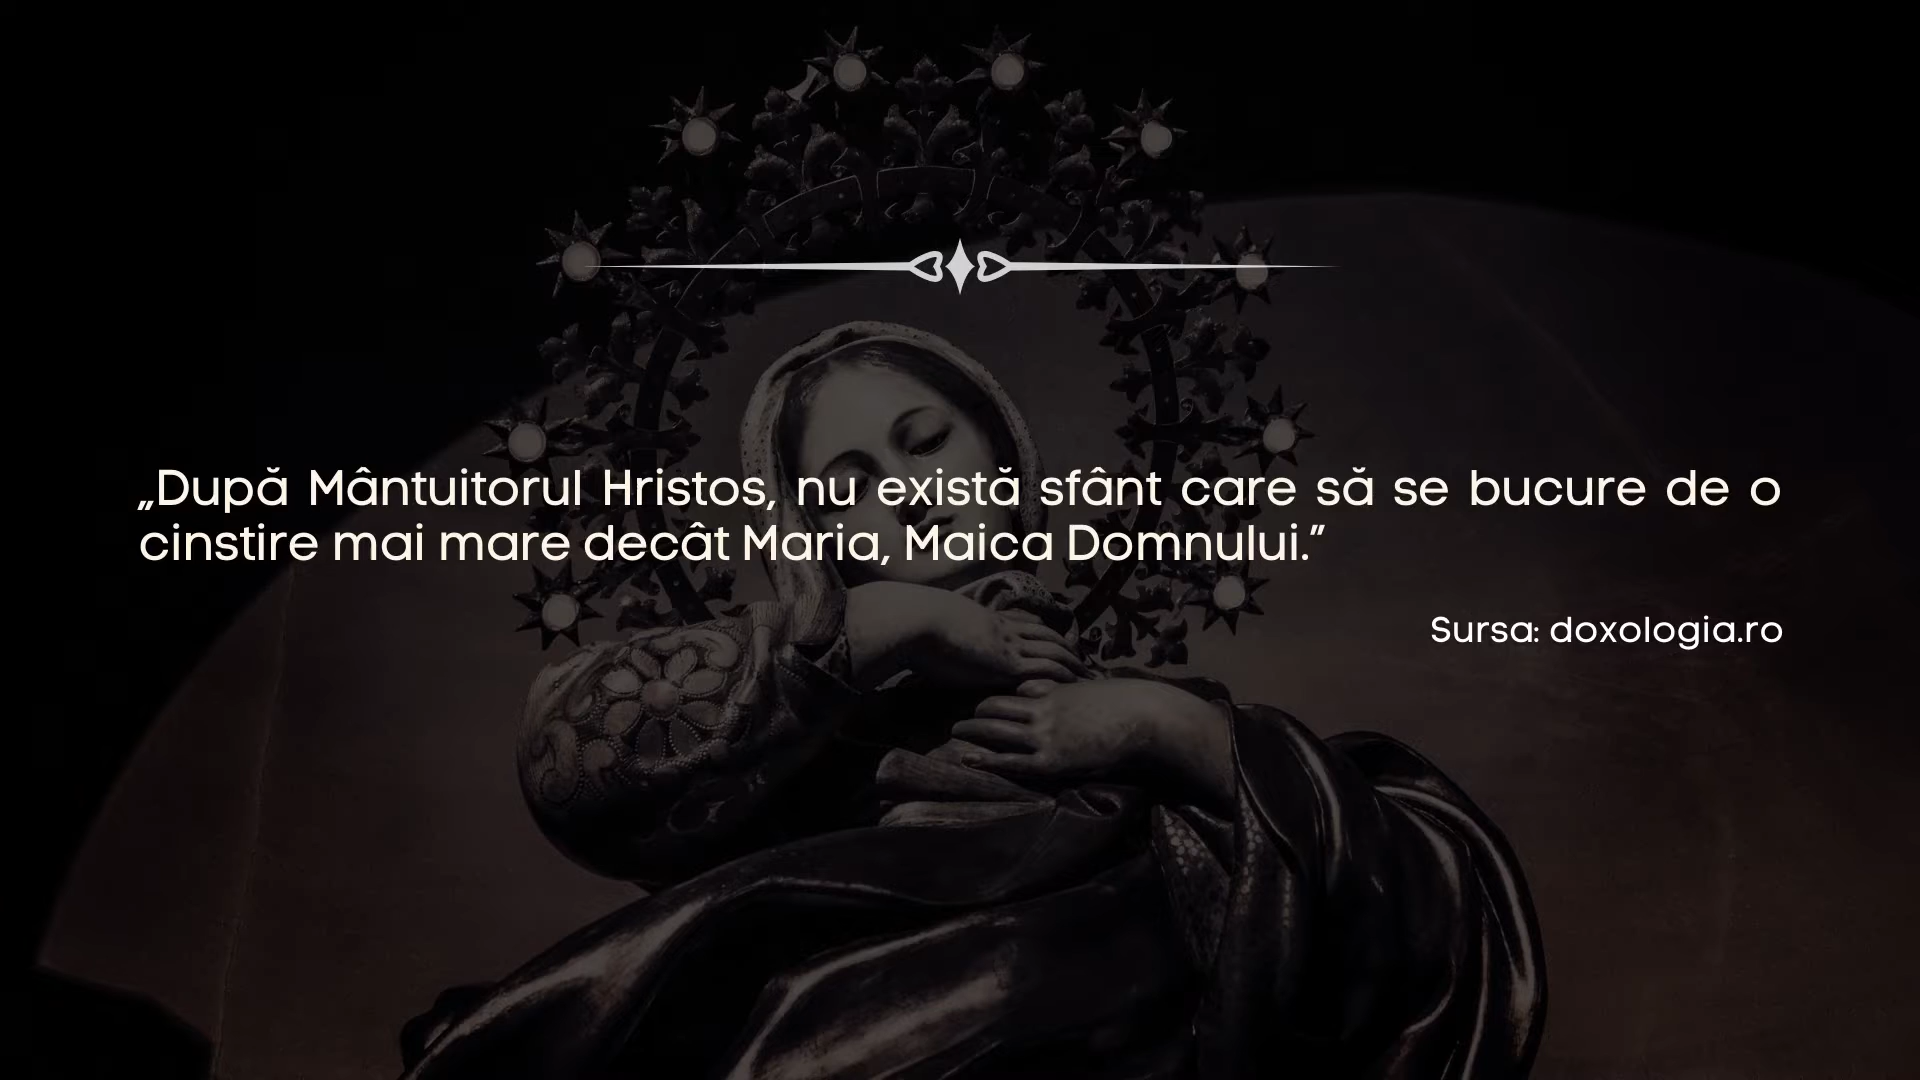 „După Mântuitorul Hristos, nu există sfânt care să se bucure de o
cinstire mai mare decât Maria, Maica Domnului.”
Sursa: doxologia.ro